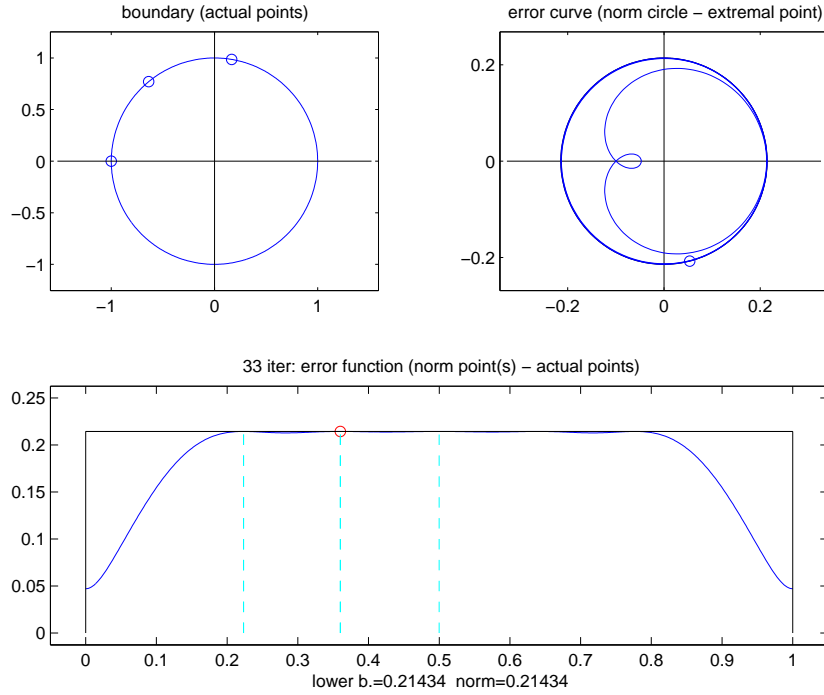 boundary (actual points)
1
0.5
0
−0.5
−1
−1 0 1
error curve (norm circle − extremal point)
0.2
0
−0.2
−0.2 0 0.2
33 iter: error function (norm point(s) − actual points)
0.25
0.2
0.15
0.1
0.05
0
0 0.1 0.2 0.3 0.4 0.5 0.6 0.7 0.8 0.9 1
lower b.=0.21434 norm=0.21434